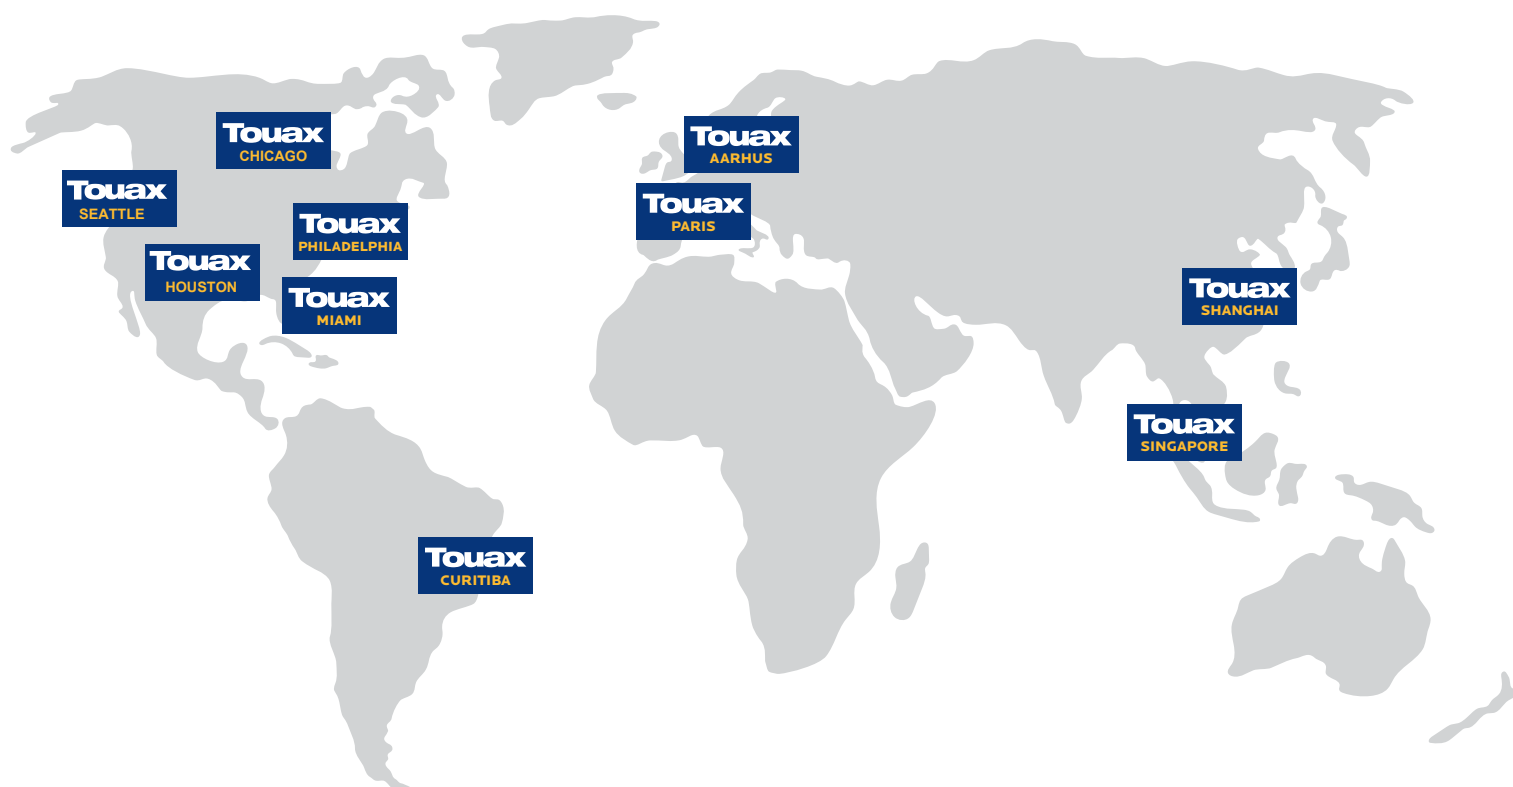 Touax
CHICAGO
Touax
AARHUS
Touax
SEATTLE
Touax
PARIS
Touax
PHILADELPHIA
Touax
HOUSTON
Touax
MIAMI
Touax
SHANGHAI
Touax
SINGAPORE
Touax
CURITIBA